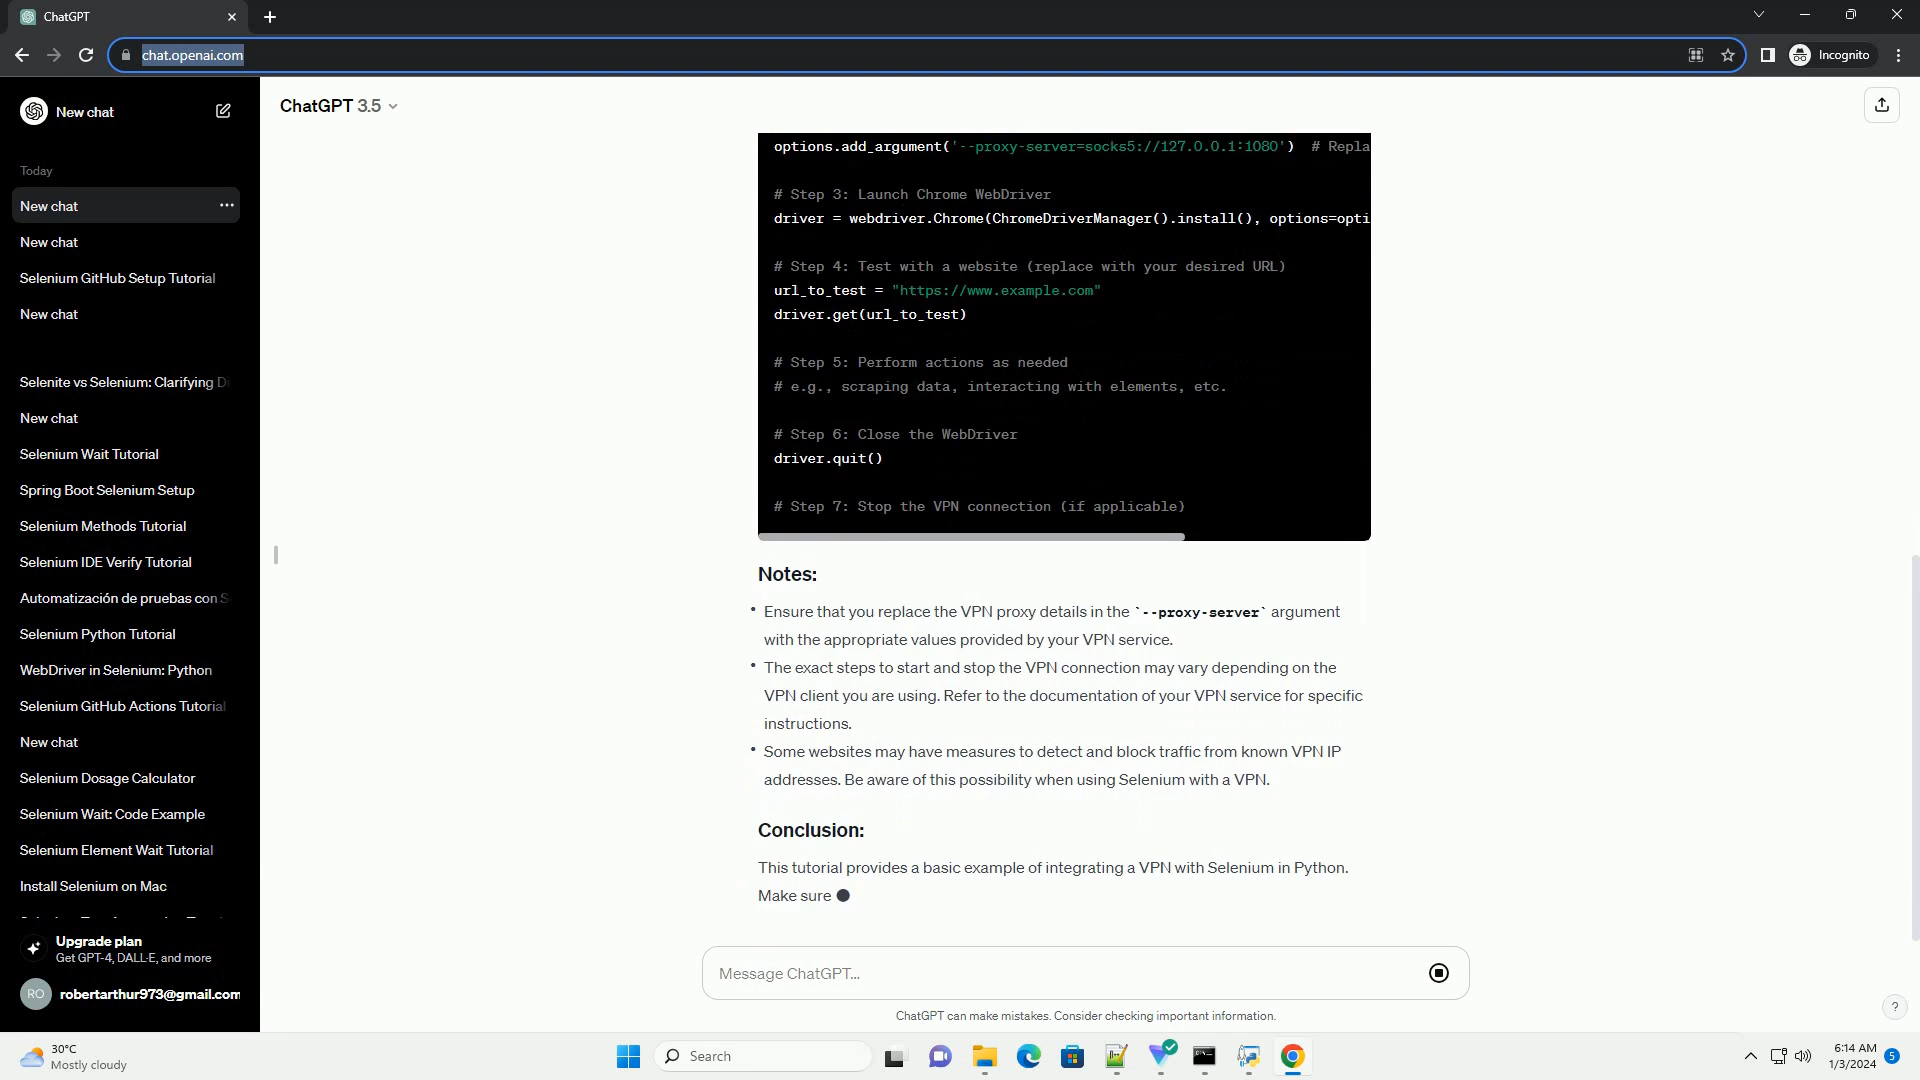 ChatGPT
chat.openai.com
Incognito
New chat
ChatGPT 3.5
Today
New chat
New chat
Selenium GitHub Setup Tutorial
New chat
Selenite vs Selenium: Clarifying Di
New chat
Selenium Wait Tutorial
Spring Boot Selenium Setup
Selenium Methods Tutorial
Selenium IDE Verify Tutorial
Automatización de pruebas con S
Selenium Python Tutorial
WebDriver in Selenium: Python
Selenium GitHub Actions Tutorial
New chat
Selenium Dosage Calculator
Selenium Wait: Code Example
Selenium Element Wait Tutorial
Install Selenium on Mac
Upgrade plan
Get GPT-4, DALL·E, and more
RO robertarthur973@gmail.com
options.add_argument('--proxy-server=socks5://127.0.0.1:1080')  # Repla
# Step 3: Launch Chrome WebDriver
driver = webdriver.Chrome(ChromeDriverManager().install(), options=opti
# Step 4: Test with a website (replace with your desired URL)
url_to_test = "https://www.example.com"
driver.get(url_to_test)
# Step 5: Perform actions as needed
# e.g., scraping data, interacting with elements, etc.
# Step 6: Close the WebDriver
driver.quit()
# Step 7: Stop the VPN connection (if applicable)
Notes:
• Ensure that you replace the VPN proxy details in the `--proxy-server` argument
with the appropriate values provided by your VPN service.
• The exact steps to start and stop the VPN connection may vary depending on the
VPN client you are using. Refer to the documentation of your VPN service for specific
instructions.
• Some websites may have measures to detect and block traffic from known VPN IP
addresses. Be aware of this possibility when using Selenium with a VPN.
Conclusion:
This tutorial provides a basic example of integrating a VPN with Selenium in Python.
Make sure
Message ChatGPT...
ChatGPT can make mistakes. Consider checking important information.
?
30°C
Mostly cloudy
Search
6:14 AM
1/3/2024
5